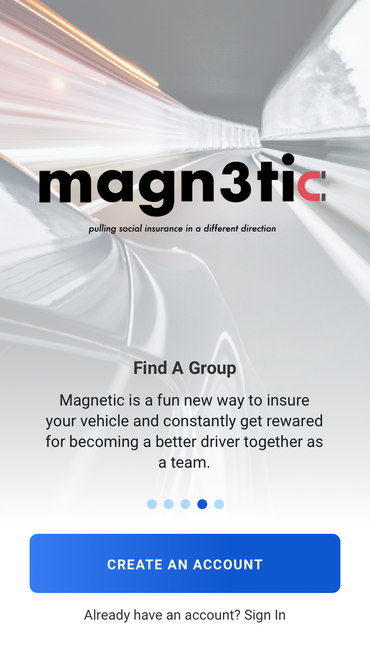 magn3tic
pulling social insurance in a different direction
Find A Group
Magnetic is a fun new way to insure
your vehicle and constantly get rewarded
for becoming a better driver together as
a team.
CREATE AN ACCOUNT
Already have an account? Sign In